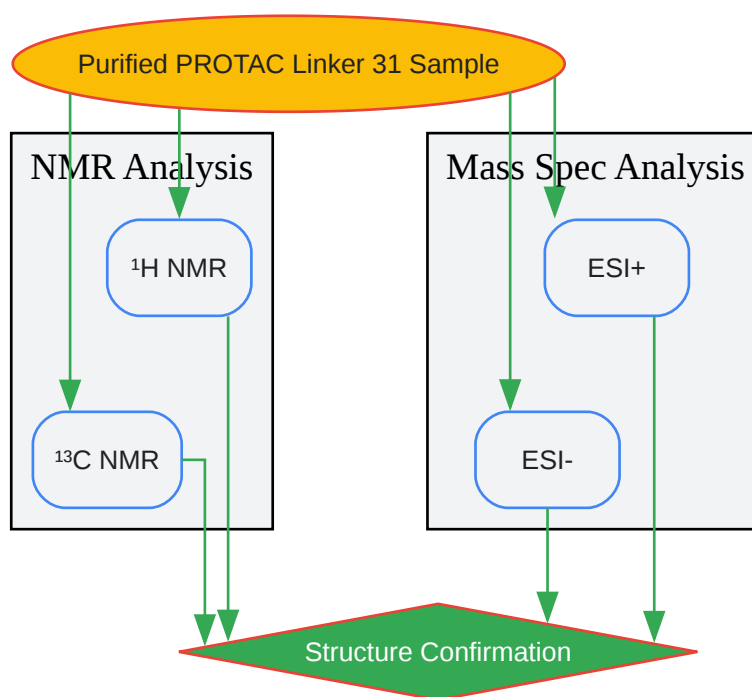 Purified PROTAC Linker 31 Sample
NMR Analysis
Mass Spec Analysis
¹H NMR
ESI+
¹³C NMR
ESI-
Structure Confirmation